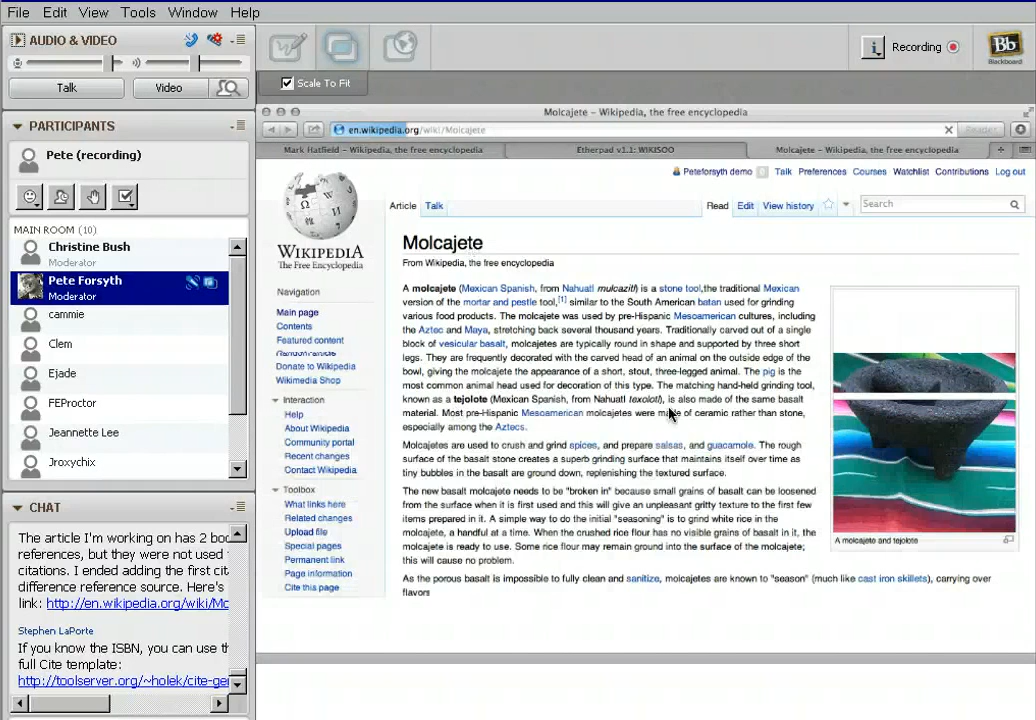 File Edit View Tools Window Help
AUDIO & VIDEO
Talk Video
PARTICIPANTS
Pete (recording)
MAIN ROOM (10)
Christine Bush
Moderator
Pete Forsyth
Moderator
cammie
Clem
Ejade
FEProctor
Jeannette Lee
Jroxychix
CHAT
The article I'm working on has 2 boo
references, but they were not used
citations. I ended adding the first cit
difference reference source. Here's
link: http://en.wikipedia.org/wiki/Mo
Stephen LaPorte
If you know the ISBN, you can use th
full Cite template:
http://toolserver.org/~holek/cite-ger
Recording
Bb
Blackboard
Scale To Fit
Molcajete – Wikipedia, the free encyclopedia
en.wikipedia.org/wiki/Molcajete Reader
Mark Hatfield – Wikipedia, the free encyclopedia Etherpad v1.1: WIKISOO Molcajete – Wikipedia, the free encyclopedia
Peteforsyth demo 0 Talk Preferences Courses Watchlist Contributions Log out
Article Talk Read Edit View history Search
WIKIPEDIA
The Free Encyclopedia
Navigation
Main page
Contents
Featured content
Random article
Donate to Wikipedia
Wikimedia Shop
Interaction
Help
About Wikipedia
Community portal
Recent changes
Contact Wikipedia
Toolbox
What links here
Related changes
Upload file
Special pages
Permanent link
Page information
Cite this page
Molcajete
From Wikipedia, the free encyclopedia
A molcajete (Mexican Spanish, from Nahuatl mulcazitl) is a stone tool,the traditional Mexican
version of the mortar and pestle tool,[1] similar to the South American batan used for grinding
various food products. The molcajete was used by pre-Hispanic Mesoamerican cultures, including
the Aztec and Maya, stretching back several thousand years. Traditionally carved out of a single
block of vesicular basalt, molcajetes are typically round in shape and supported by three short
legs. They are frequently decorated with the carved head of an animal on the outside edge of the
bowl, giving the molcajete the appearance of a short, stout, three-legged animal. The pig is the
most common animal head used for decoration of this type. The matching hand-held grinding tool,
known as a tejolote (Mexican Spanish, from Nahuatl texolotl), is also made of the same basalt
material. Most pre-Hispanic Mesoamerican molcajetes were made of ceramic rather than stone,
especially among the Aztecs.
Molcajetes are used to crush and grind spices, and prepare salsas, and guacamole. The rough
surface of the basalt stone creates a superb grinding surface that maintains itself over time as
tiny bubbles in the basalt are ground down, replenishing the textured surface.
The new basalt molcajete needs to be "broken in" because small grains of basalt can be loosened
from the surface when it is first used and this will give an unpleasant gritty texture to the first few
items prepared in it. A simple way to do the initial "seasoning" is to grind white rice in the
molcajete, a handful at a time. When the crushed rice flour has no visible grains of basalt in it, the
molcajete is ready to use. Some rice flour may remain ground into the surface of the molcajete;
this will cause no problem.
As the porous basalt is impossible to fully clean and sanitize, molcajetes are known to "season" (much like cast iron skillets), carrying over
flavors
A molcajete and tejolote